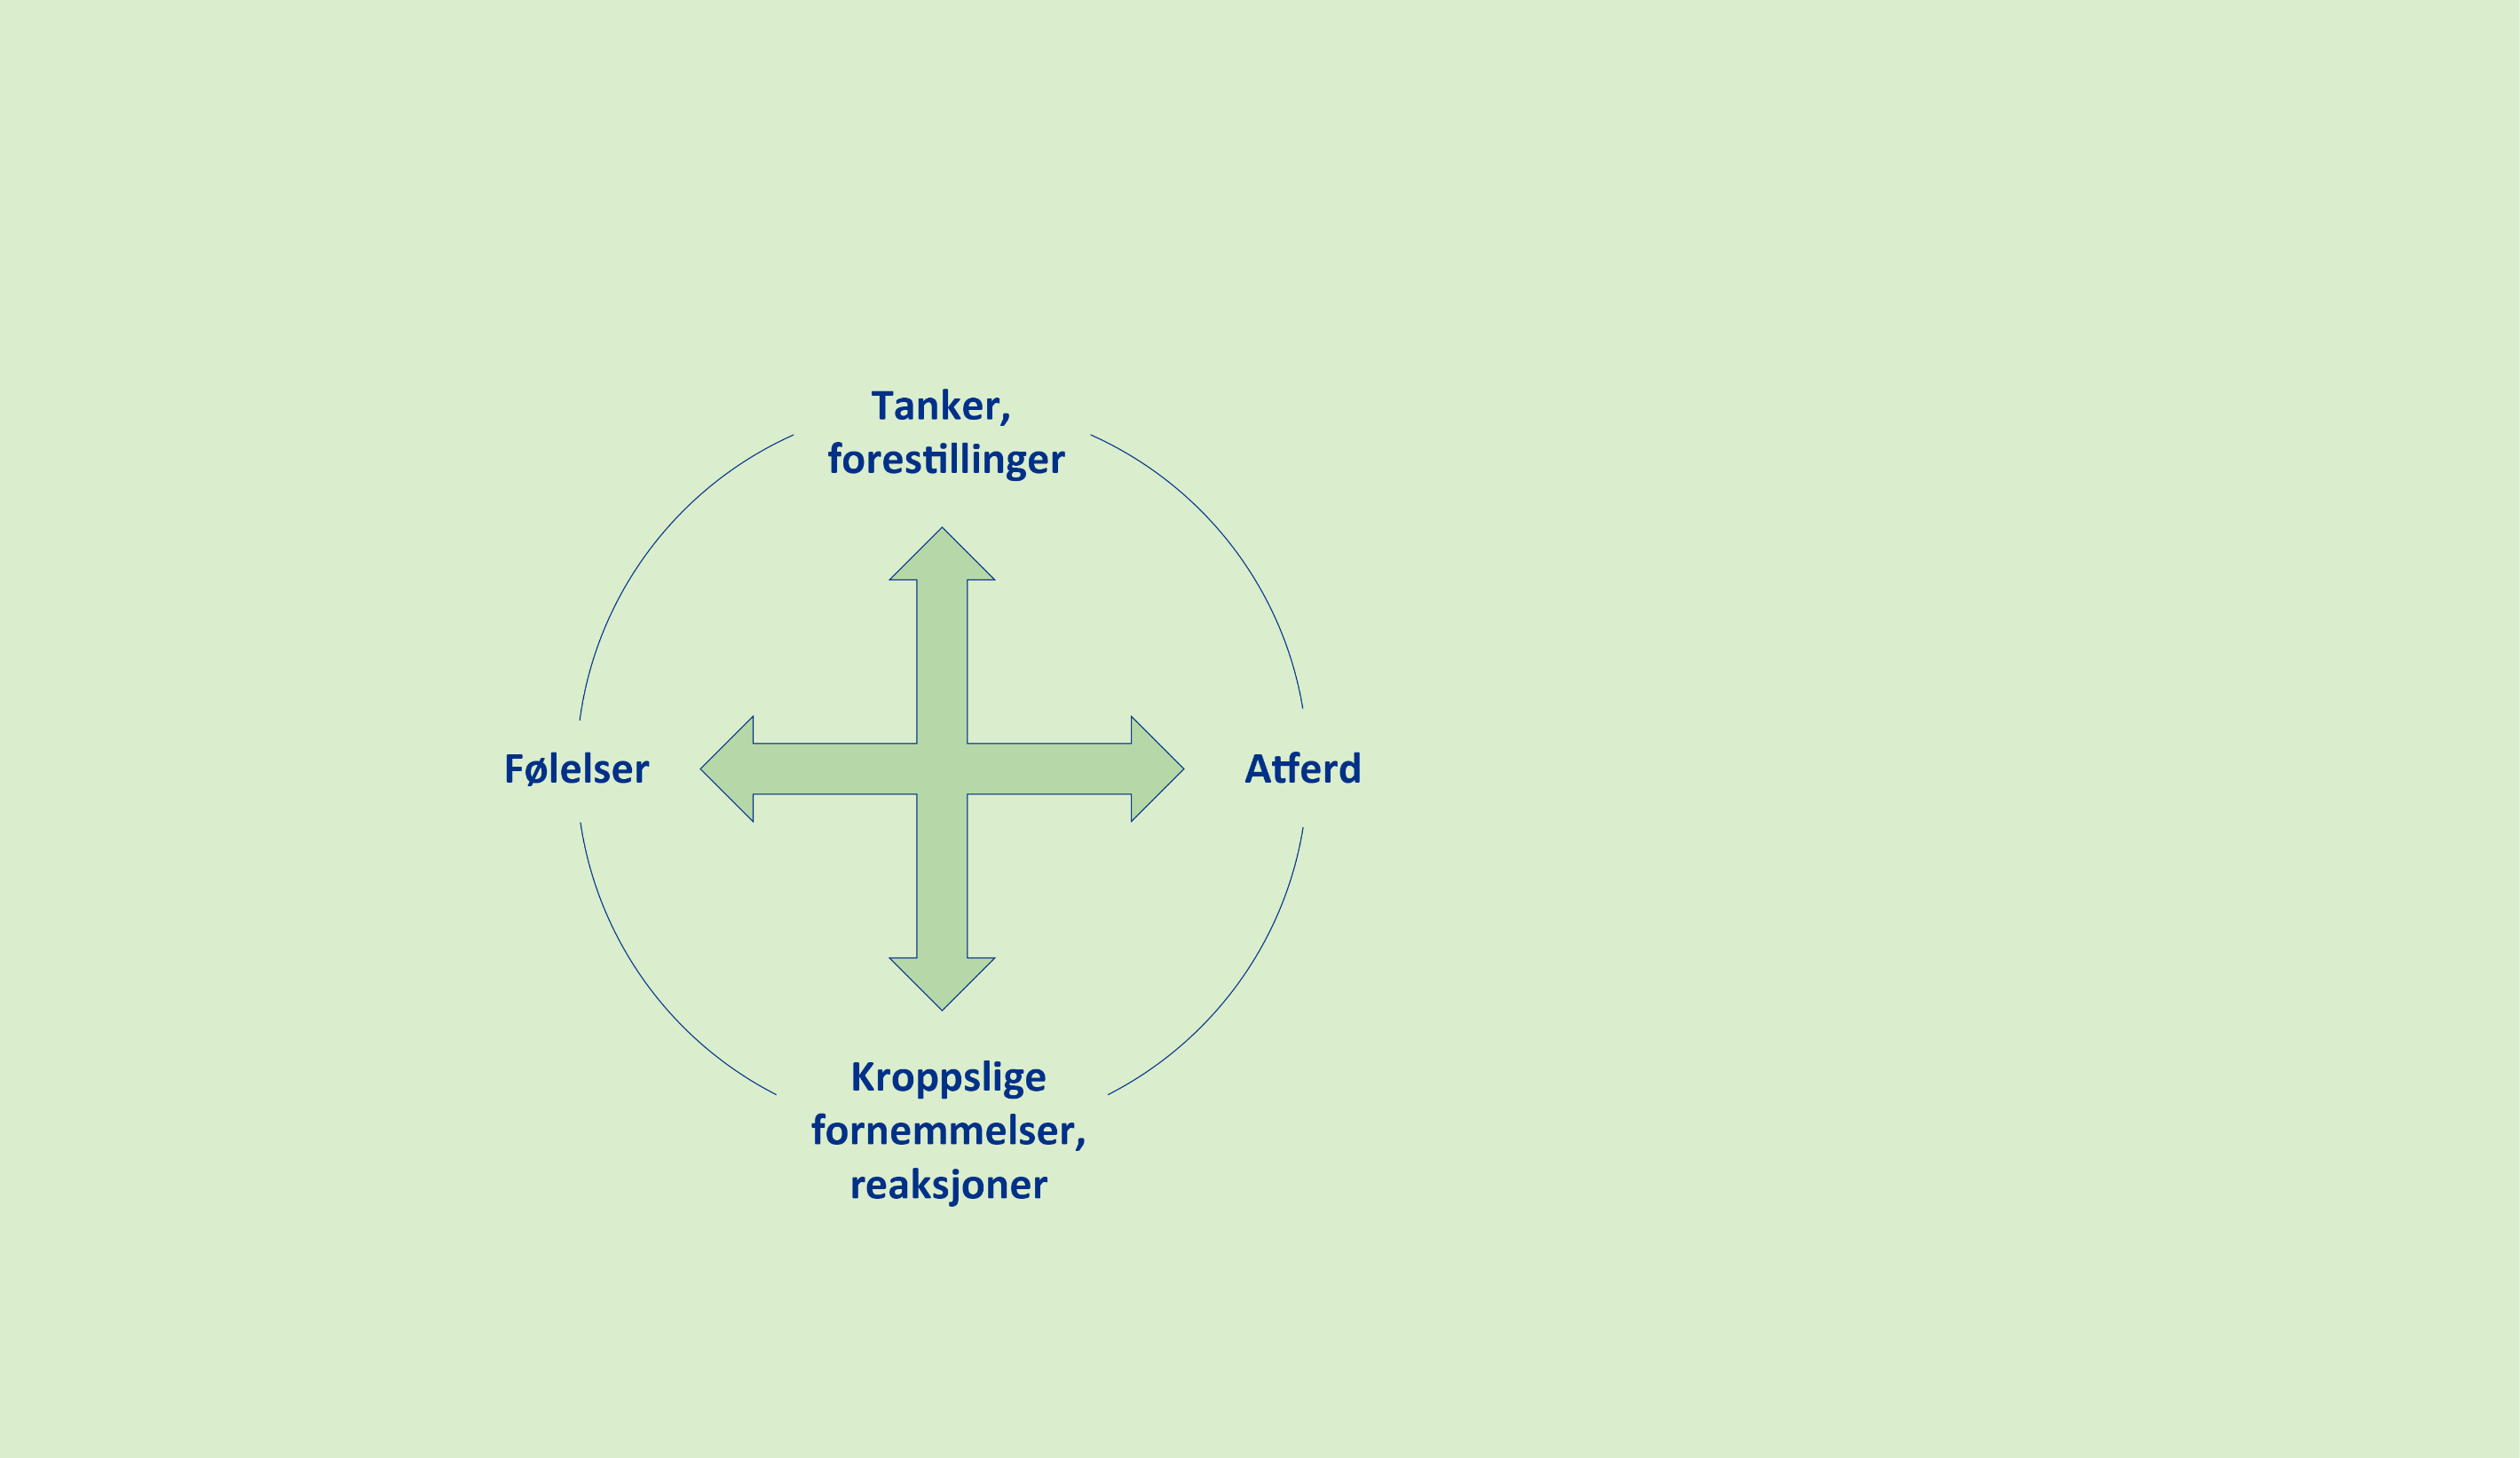 Tanker,
forestillinger
Følelser
Atferd
Kroppslige
fornemmelser,
reaksjoner